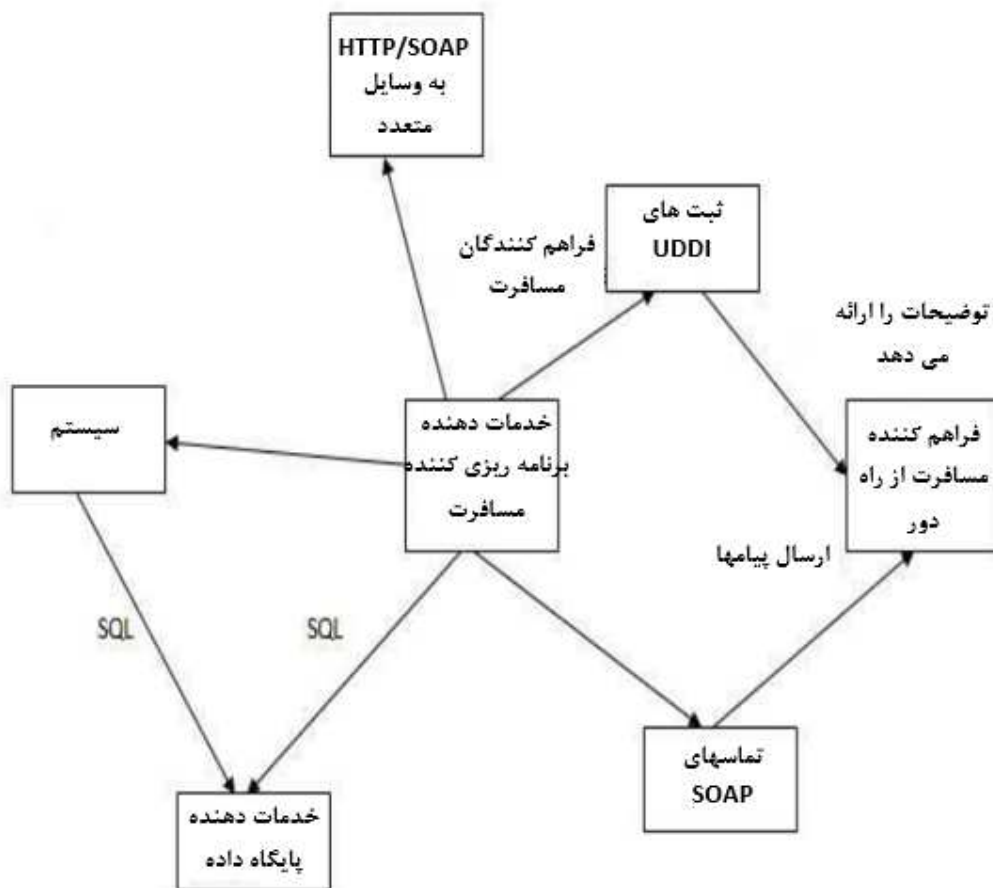 HTTP/SOAP
به وسایل
متعدد
ثبت های
UDDI
فراهم کنندگان
مسافرت
توضیحات را ارائه
می دهد
سیستم
خدمات دهنده
برنامه ریزی کننده
مسافرت
فراهم کننده
مسافرت از راه
دور
ارسال پیامها
SQL
SQL
تماسهای
SOAP
خدمات دهنده
پایگاه داده